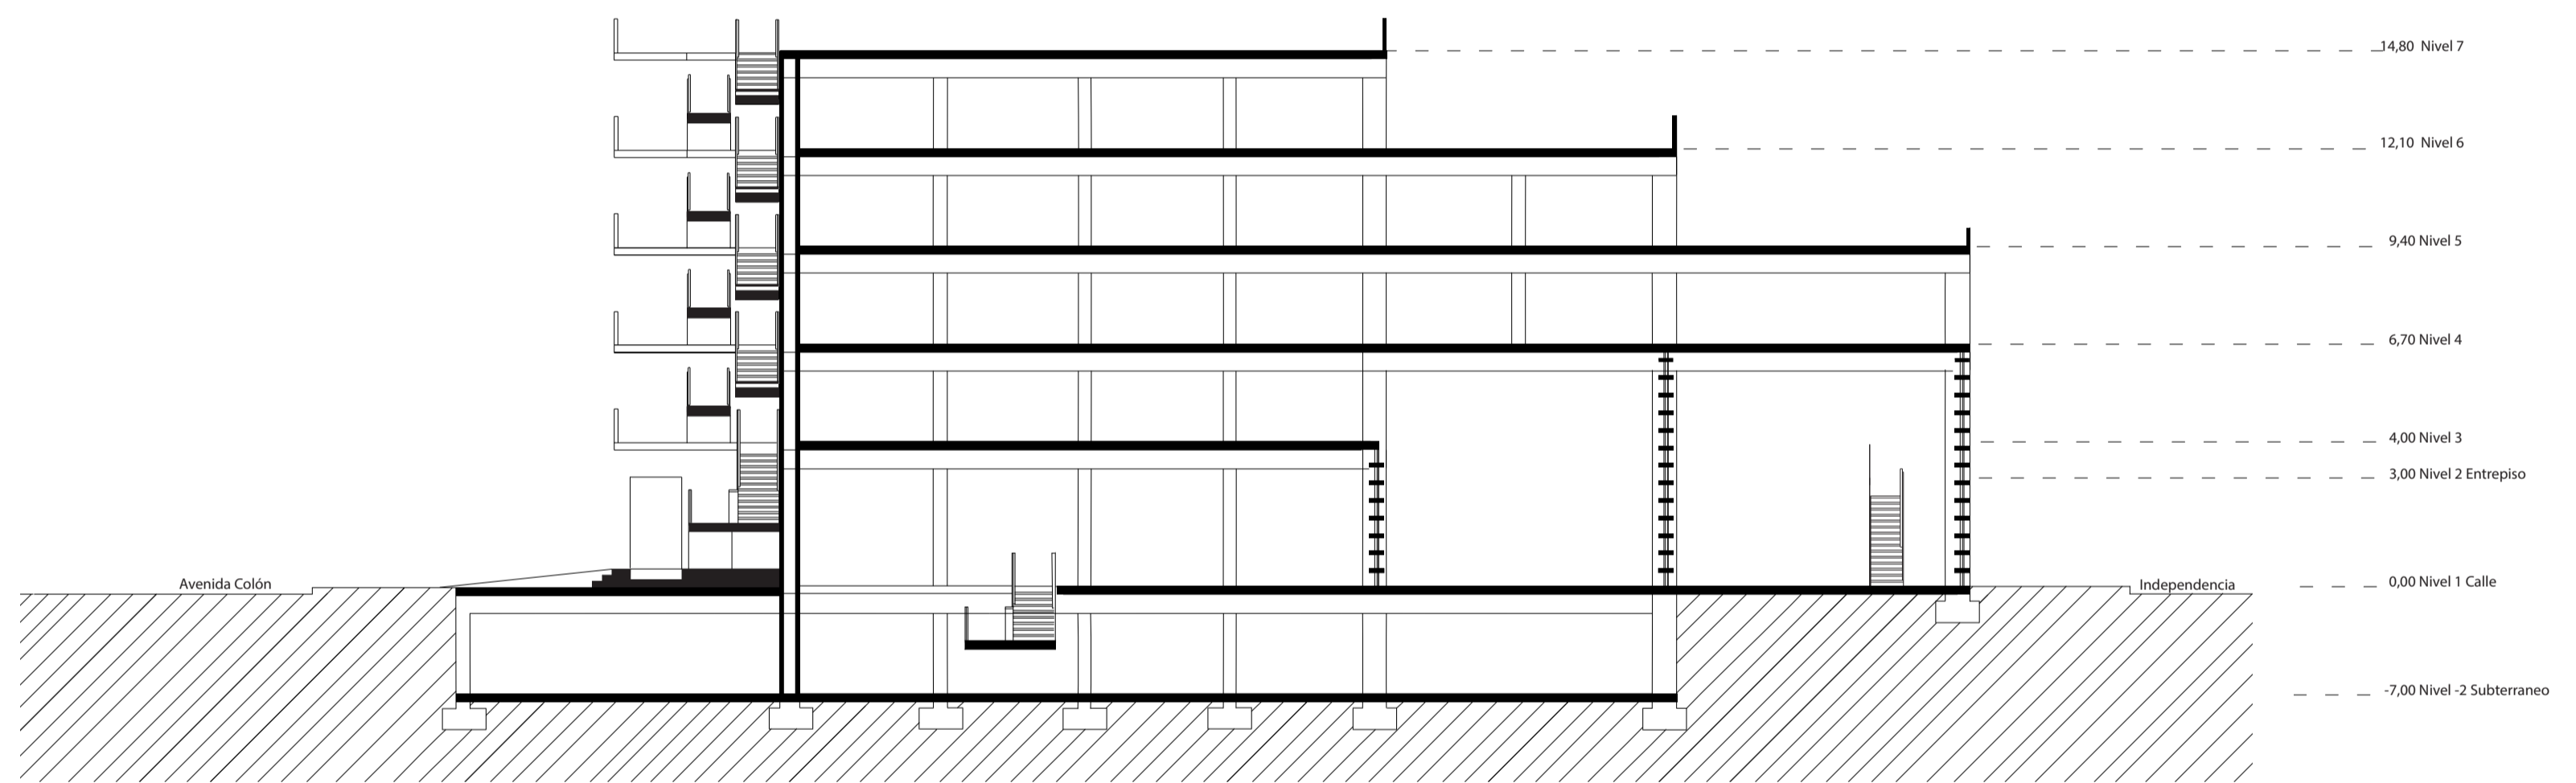 14,80 Nivel 7
12,10 Nivel 6
9,40 Nivel 5
6,70 Nivel 4
4,00 Nivel 3
3,00 Nivel 2 Entrepiso
Avenida Colón
Independencia
0,00 Nivel 1 Calle
-7,00 Nivel -2 Subterraneo